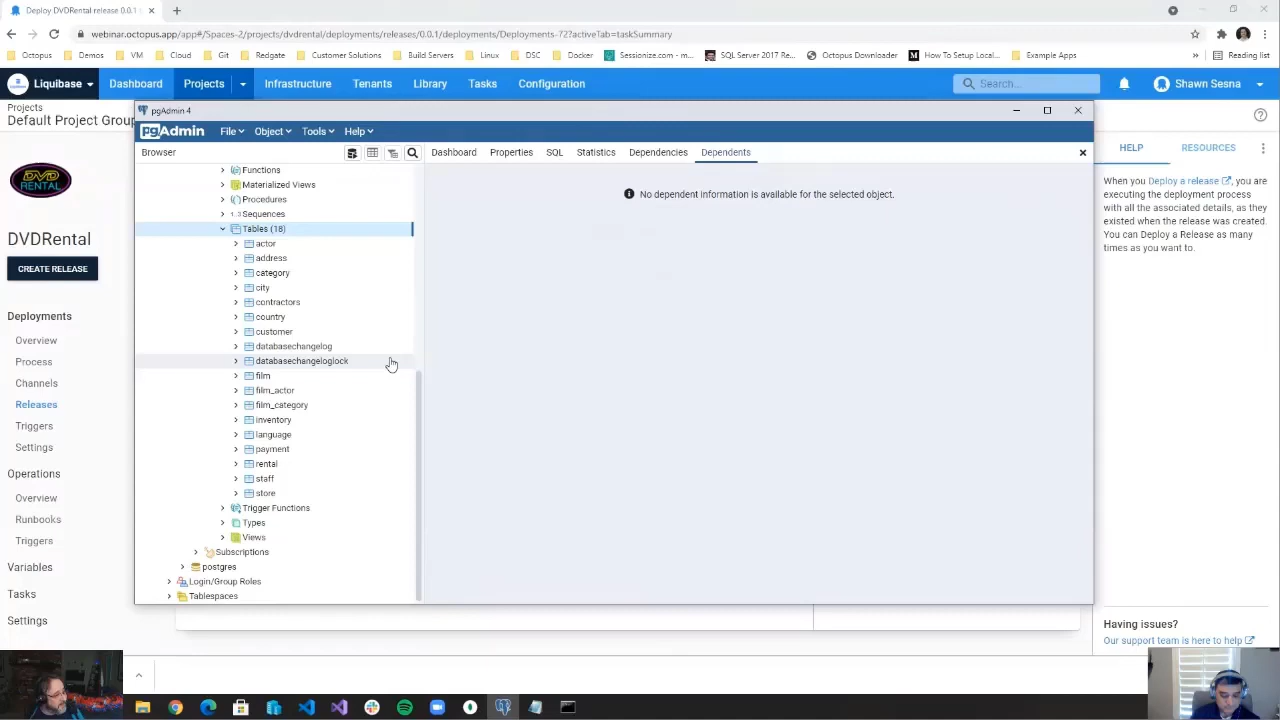 Deploy DVDRental release 0.0.1
webinar.octopus.app/app#/Spaces-2/projects/dvdrental/deployments/releases/0.0.1/deployments/Deployments-72?activeTab=taskSummary
Octopus Demos VM Cloud Git Redgate Customer Solutions Build Servers Linux DSC Docker Sessionize.com - m... SQL Server 2017 Re... Octopus Downloader How To Setup Local... Example Apps » Reading list
Liquibase Dashboard Projects Infrastructure Tenants Library Tasks Configuration Search... Shawn Sesna
Projects
Default Project Group
DVD
RENTAL
DVDRental
CREATE RELEASE
Deployments
Overview
Process
Channels
Releases
Triggers
Settings
Operations
Overview
Runbooks
Triggers
Variables
Tasks
Settings
pgAdmin 4
pgAdmin File Object Tools Help
Browser
Dashboard Properties SQL Statistics Dependencies Dependents
Functions
Materialized Views
Procedures
1..3 Sequences
Tables (18)
actor
address
category
city
contractors
country
customer
databasechangelog
databasechangeloglock
film
film_actor
film_category
inventory
language
payment
rental
staff
store
Trigger Functions
Types
Views
Subscriptions
postgres
Login/Group Roles
Tablespaces
No dependent information is available for the selected object.
HELP RESOURCES
When you Deploy a release, you are
executing the deployment process
with all the associated details, as they
existed when the release was created.
You can Deploy a Release as many
times as you want to.
Having issues?
Our support team is here to help